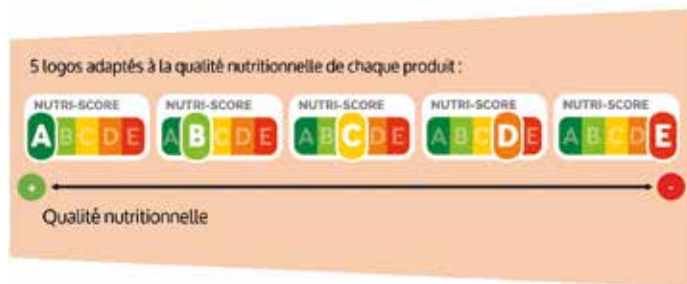 5 logos adaptés à la qualité nutritionnelle de chaque produit :
NUTRI-SCORE NUTRI-SCORE NUTRI-SCORE NUTRI-SCORE NUTRI-SCORE
A B C D E A B C D E A B C D E A B C D E A B C D E
+ -
Qualité nutritionnelle